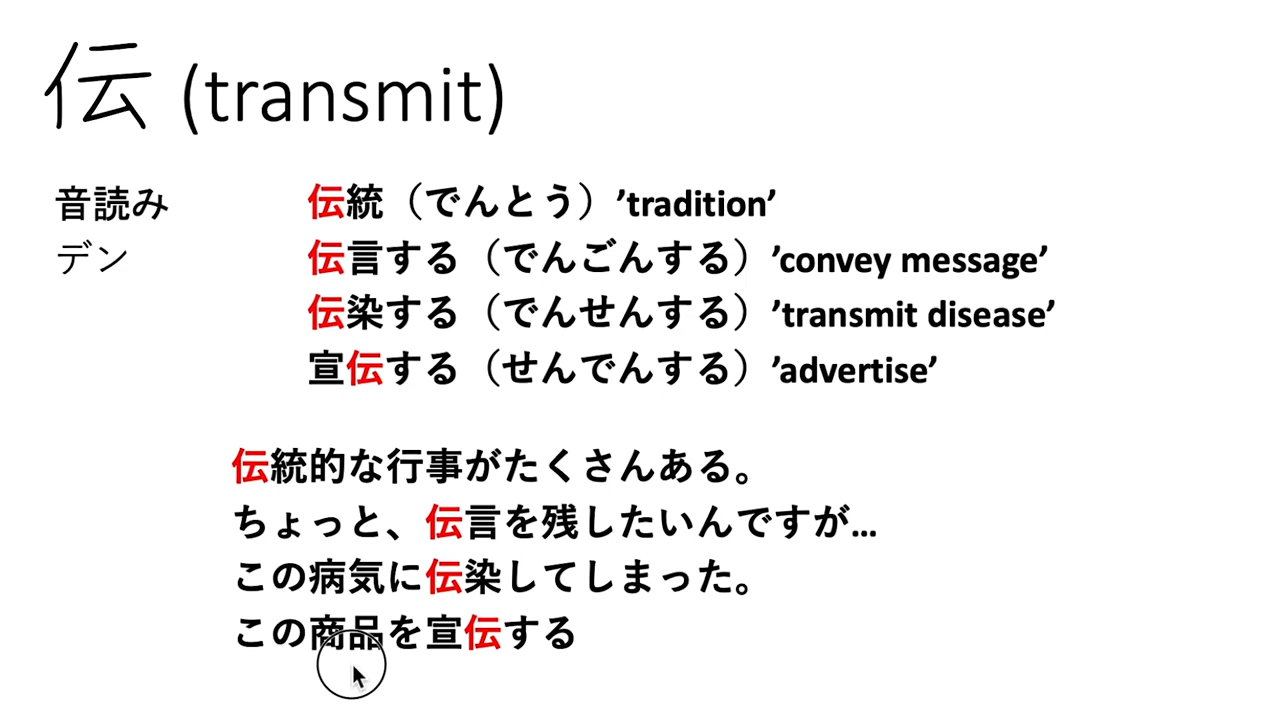 伝 (transmit)
音読み
デン
伝統（でんとう）’tradition’
伝言する（でんごんする）’convey message’
伝染する（でんせんする）’transmit disease’
宣伝する（せんでんする）’advertise’
伝統的な行事がたくさんある。
ちょっと、伝言を残したいんですが...
この病気に伝染してしまった。
この商品を宣伝する